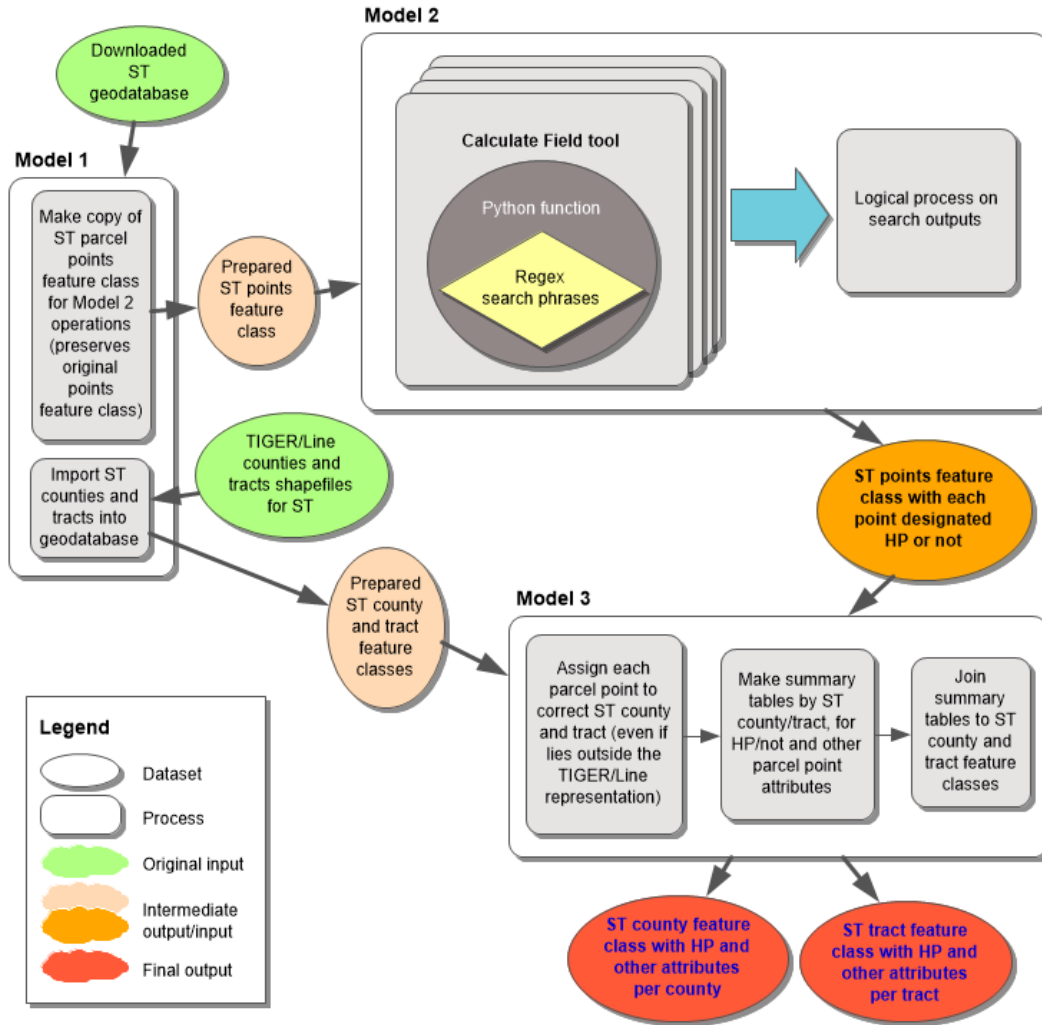 Model 2
Downloaded
ST
geodatabase
Model 1
Make copy of
ST parcel
points
feature class
for Model 2
operations
(preserves
original
points
feature class)
Import ST
counties and
tracts into
geodatabase
Prepared
ST points
feature
class
TIGER/Line
counties and
tracts shapefiles
for ST
Prepared
ST county
and tract
feature
classes
Calculate Field tool
Python function
Regex
search phrases
Logical process on
search outputs
ST points feature
class with each
point designated
HP or not
Model 3
Assign each
parcel point to
correct ST county
and tract (even if
lies outside the
TIGER/Line
representation)
Make summary
tables by ST
county/tract, for
HP/not and other
parcel point
attributes
Join
summary
tables to ST
county and
tract feature
classes
ST county feature
class with HP and
other attributes
per county
ST tract feature
class with HP and
other attributes
per tract
Legend
Dataset
Process
Original input
Intermediate
output/input
Final output